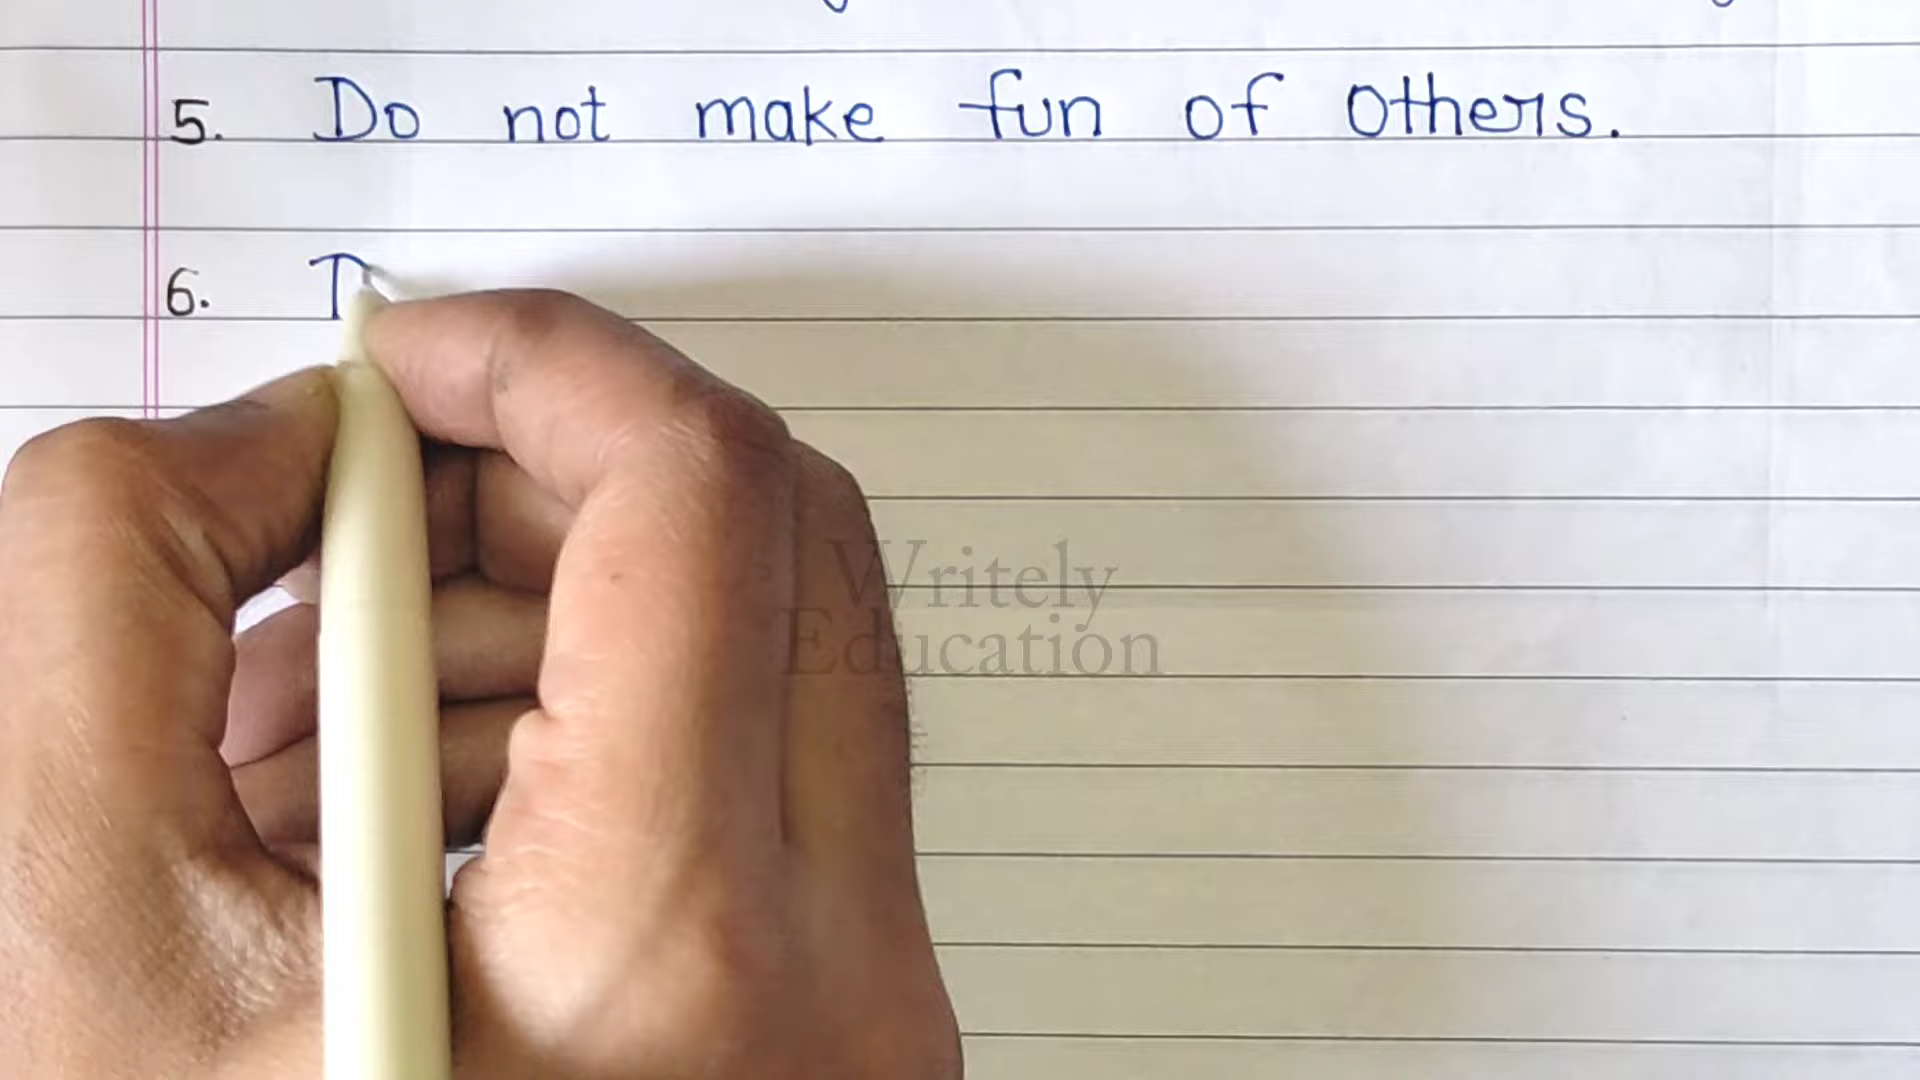 5. Do not make fun of others.
6.
Writely
Education